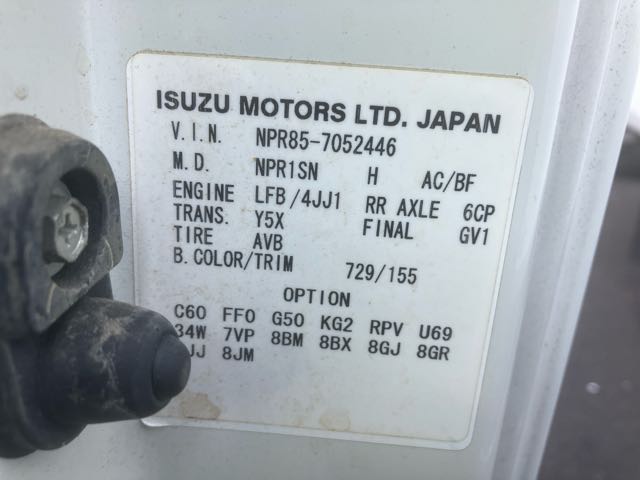 ISUZU MOTORS LTD. JAPAN
V.I.N. NPR85-7052446
M.D. NPR1SN H AC/BF
ENGINE LFB/4JJ1 RR AXLE 6CP
TRANS. Y5X FINAL GV1
TIRE AVB
B.COLOR/TRIM 729/155
OPTION
C60 FF0 G50 KG2 RPV U69
34W 7VP 8BM 8BX 8GJ 8GR
8JM